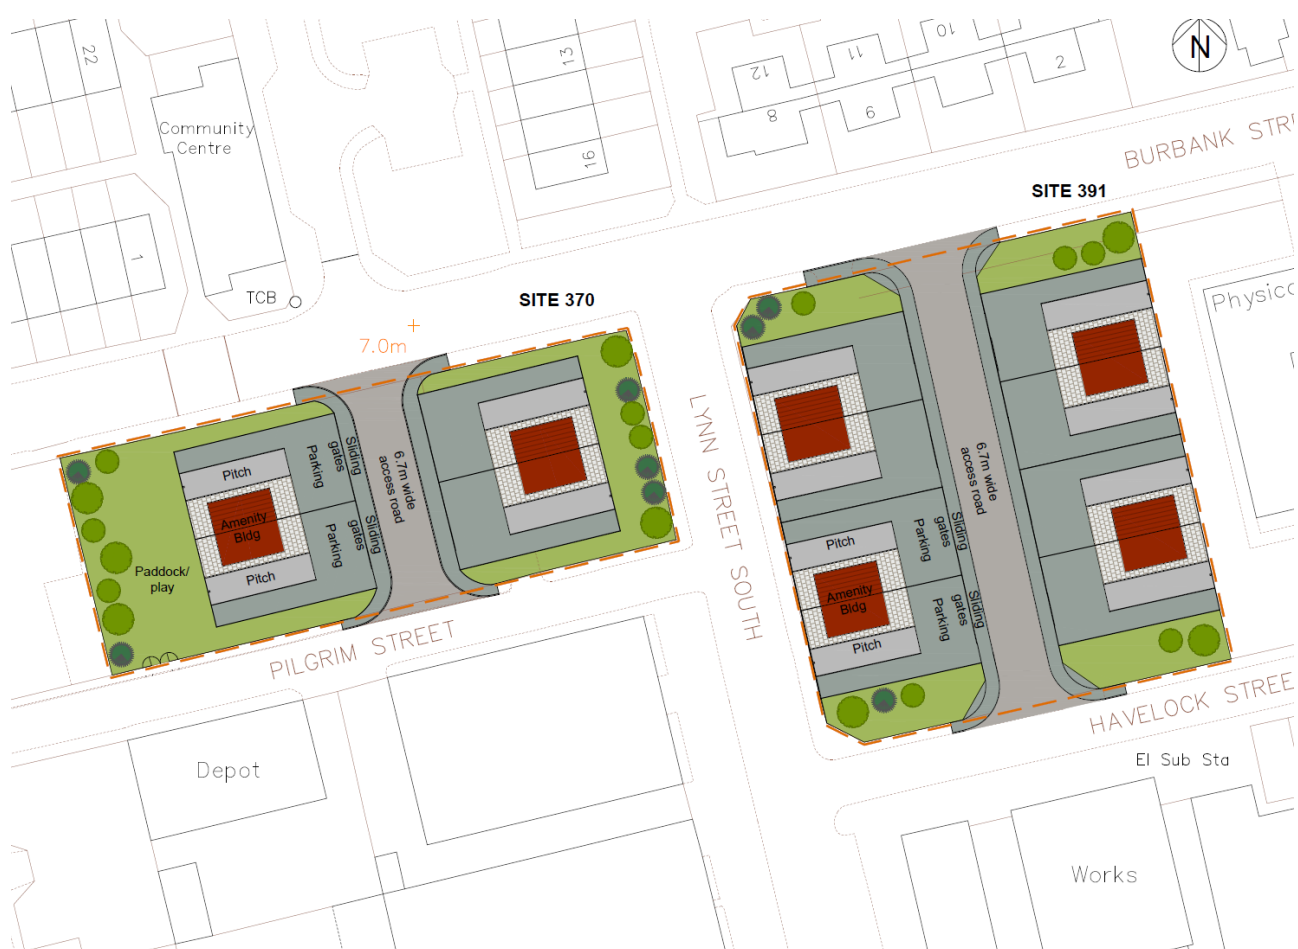 22
Community
Centre
1
TCB
13
16
12
11
10
8
9
2
N
BURBANK STRE
SITE 391
SITE 370
7.0m
Physica
Pitch
Amenity
Bldg
Pitch
Parking
Sliding
gates
Parking
Sliding
gates
6.7m wide
access road
Paddock/
play
PILGRIM STREET
LYNN STREET SOUTH
Pitch
Amenity
Bldg
Pitch
Parking
Sliding
gates
Parking
Sliding
gates
6.7m wide
access road
HAVELOCK STREE
El Sub Sta
Depot
Works